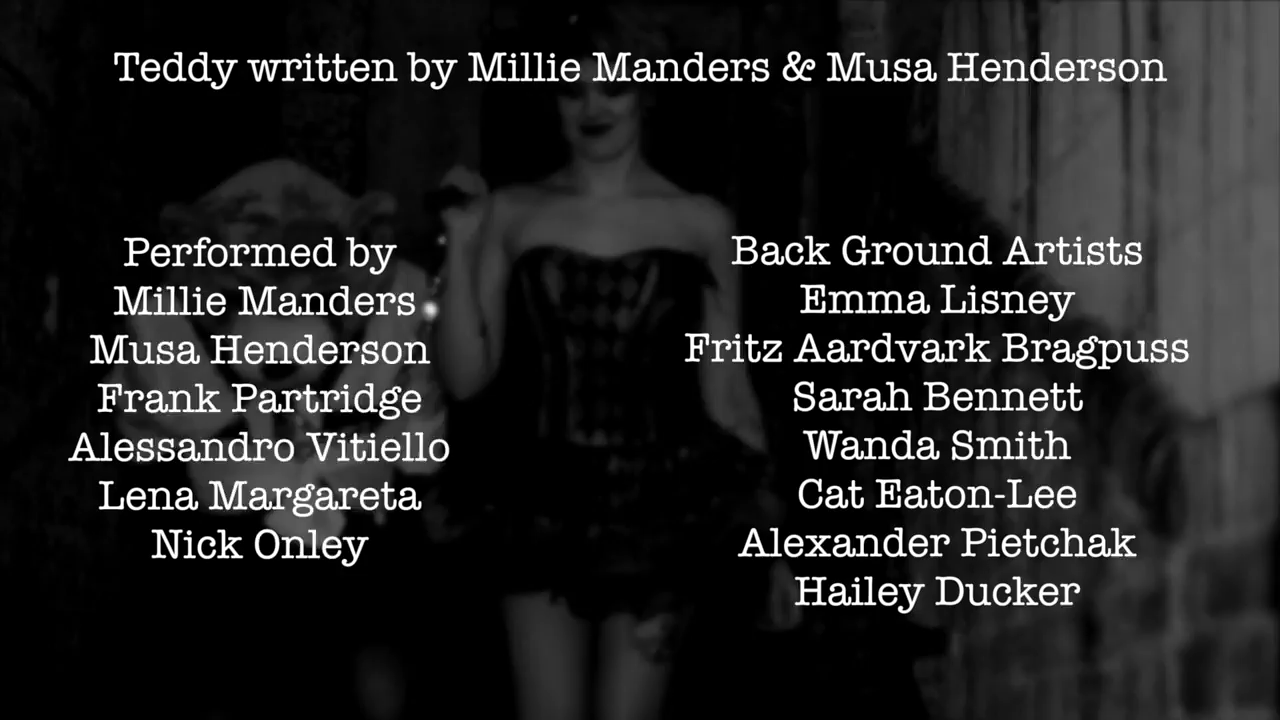 Teddy written by Millie Manders & Musa Henderson
Performed by
Millie Manders
Musa Henderson
Frank Partridge
Alessandro Vitiello
Lena Margareta
Nick Onley
Back Ground Artists
Emma Lisney
Fritz Aardvark Bragpuss
Sarah Bennett
Wanda Smith
Cat Eaton-Lee
Alexander Pietchak
Hailey Ducker